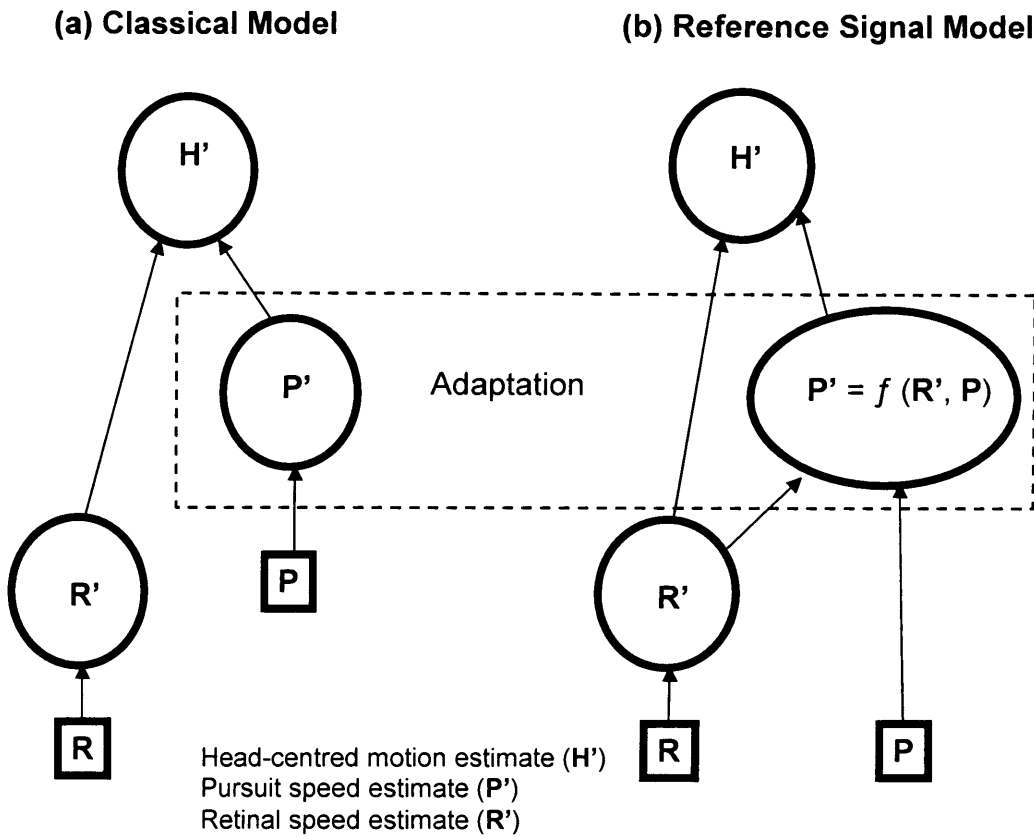 (a) Classical Model
(b) Reference Signal Model
H’
H’
P’
Adaptation
P’ = f (R’, P)
R’
P
R’
R
R
P
Head-centred motion estimate (H’)
Pursuit speed estimate (P’)
Retinal speed estimate (R’)